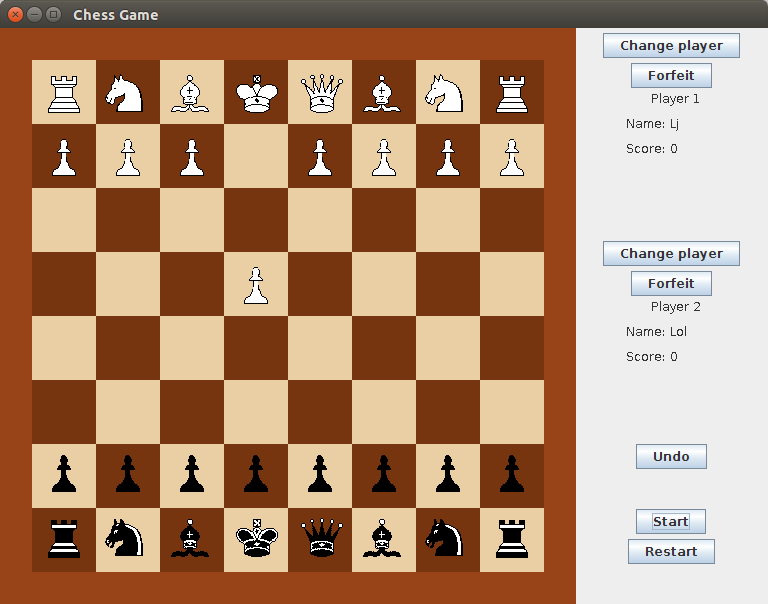 Chess Game
Change player
Forfeit
Player 1
Name: Lj
Score: 0
Change player
Forfeit
Player 2
Name: Lol
Score: 0
Undo
Start
Restart